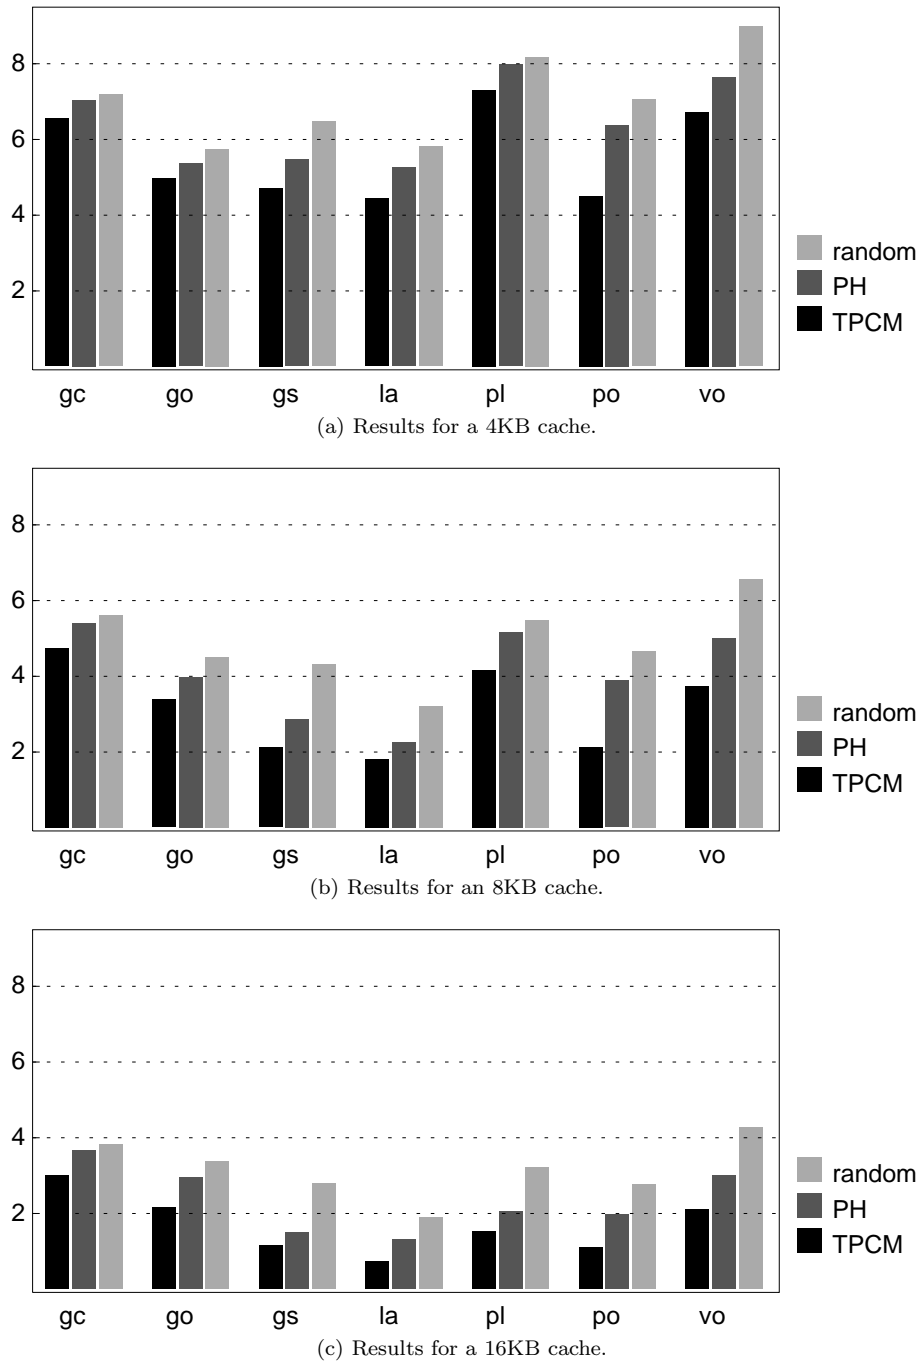 8
6
4
2
random
PH
TPCM
gc go gs la pl po vo
(a) Results for a 4KB cache.
8
6
4
2
random
PH
TPCM
gc go gs la pl po vo
(b) Results for an 8KB cache.
8
6
4
2
random
PH
TPCM
gc go gs la pl po vo
(c) Results for a 16KB cache.